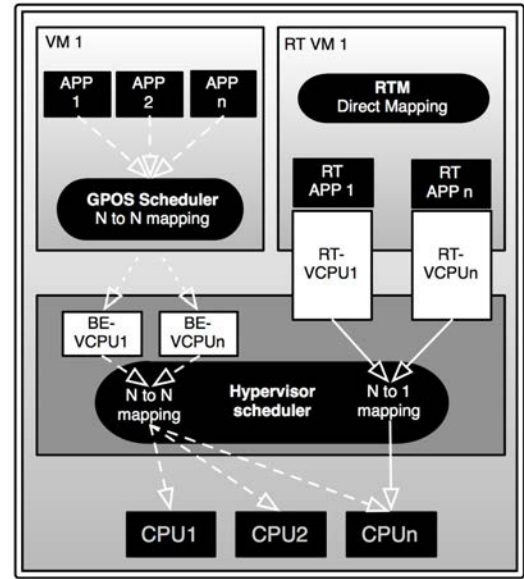 VM 1
RT VM 1
APP
1
APP
2
APP
n
RTM
Direct Mapping
GPOS Scheduler
N to N mapping
RT
APP 1
RT
APP n
RT-
VCPU1
RT-
VCPUn
BE-
VCPU1
BE-
VCPUn
N to N
mapping
Hypervisor
scheduler
N to 1
mapping
CPU1
CPU2
CPUn